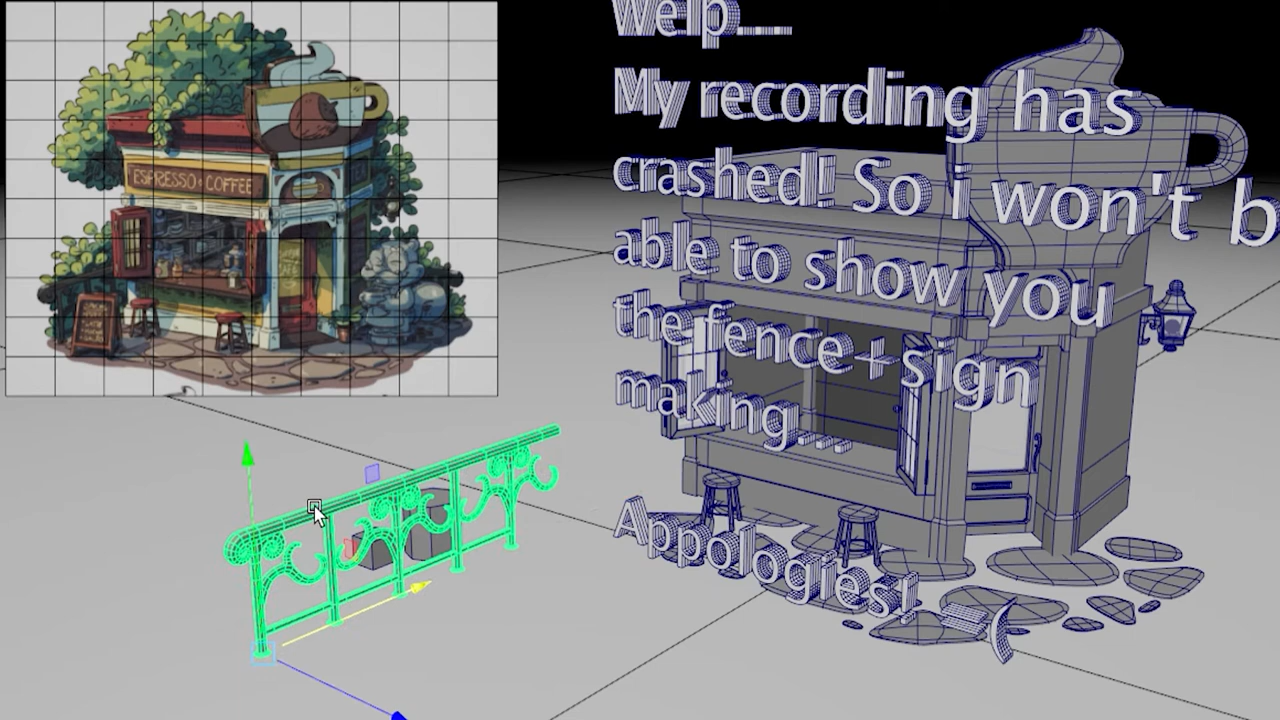 ESPRESSO COFFEE
Welp....
My recording has
crashed! So i won't b
able to show you
the fence+sign
making....
Appologies!